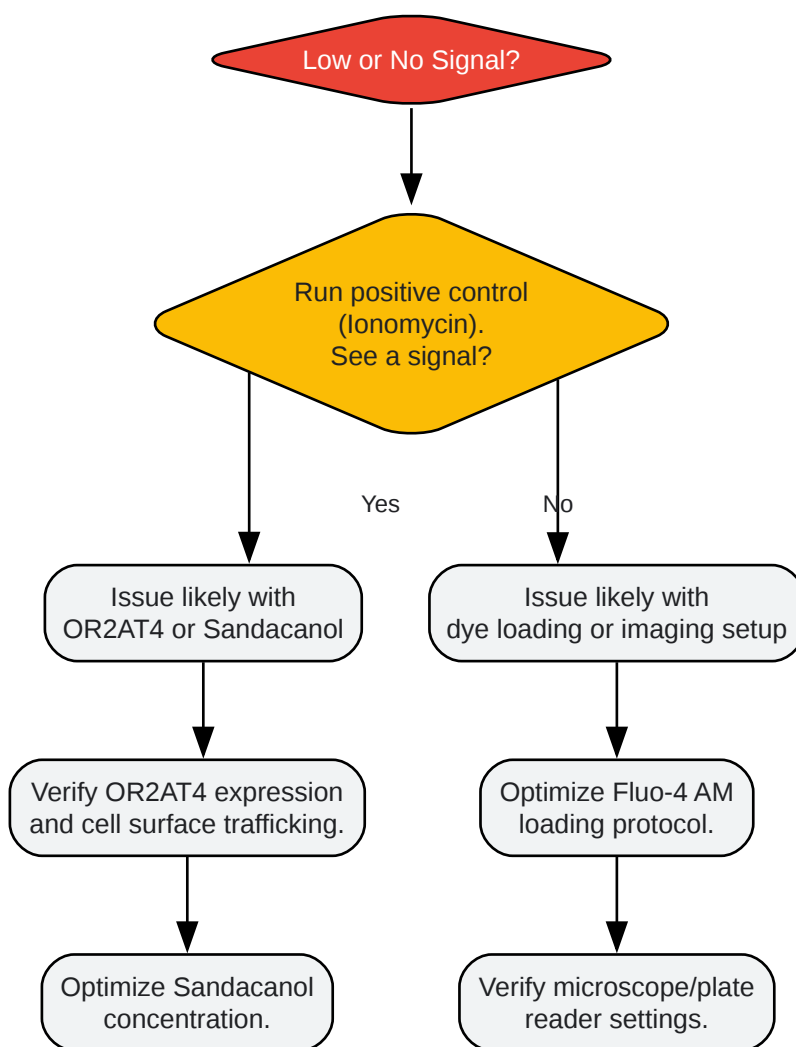 Low or No Signal?
Run positive control
(Ionomycin).
See a signal?
Yes
No
Issue likely with
OR2AT4 or Sandacanol
Issue likely with
dye loading or imaging setup
Verify OR2AT4 expression
and cell surface trafficking.
Optimize Fluo-4 AM
loading protocol.
Optimize Sandacanol
concentration.
Verify microscope/plate
reader settings.